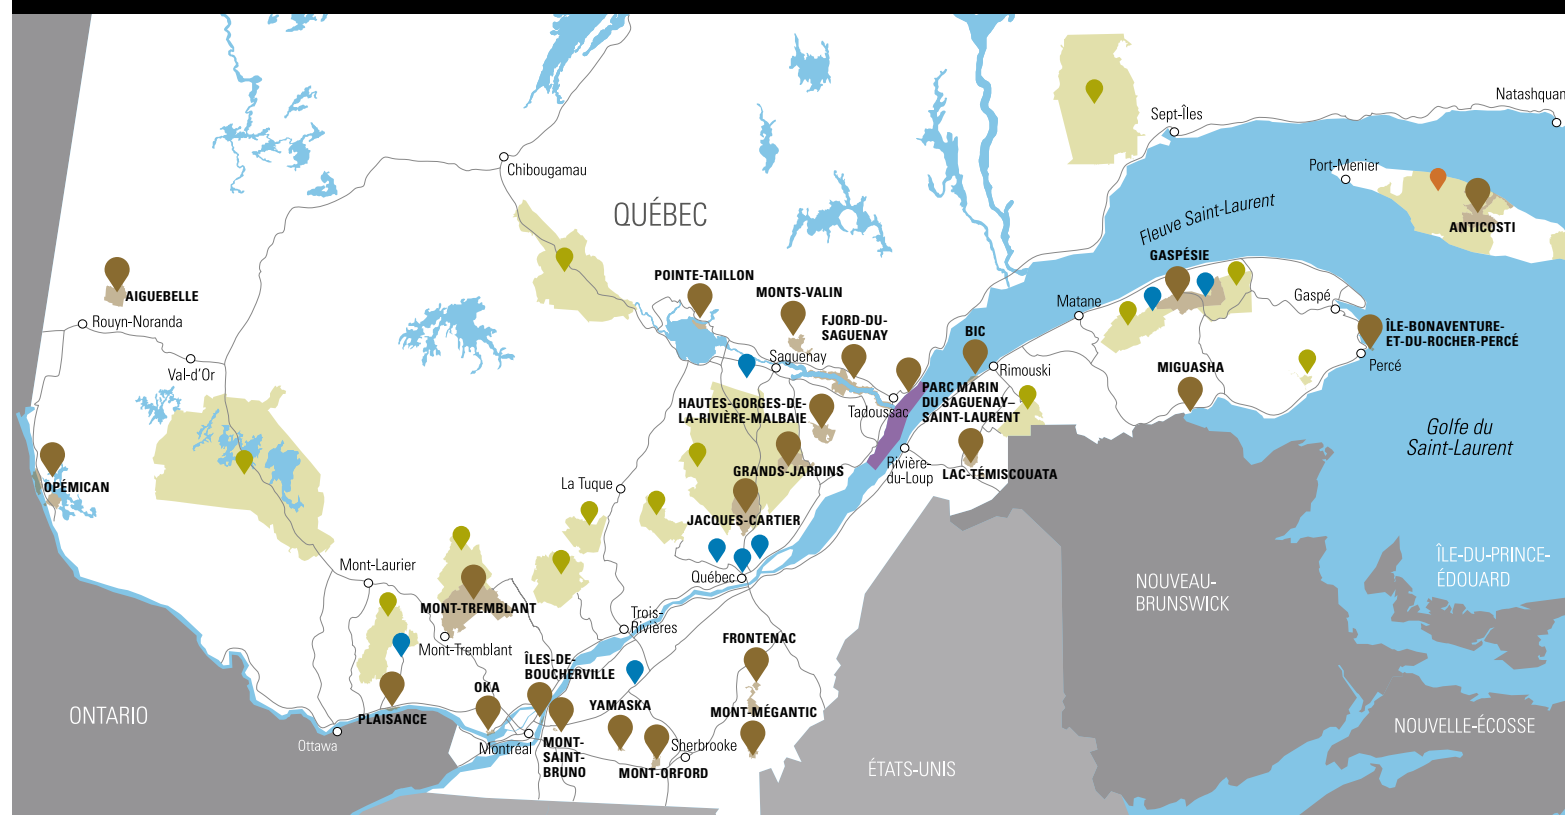 Natashquan
Sept-Îles
Port-Menier
Chibougamau
QUÉBEC
Fleuve Saint-Laurent
ANTICOSTI
GASPÉSIE
POINTE-TAILLON
MONTS-VALIN
AIGUEBELLE
Rouyn-Noranda
Matane
Gaspé
FJORD-DU-
SAGUENAY
BIC
ÎLE-BONAVENTURE-
ET-DU-ROCHER-PERCÉ
Saguenay
Val-d'Or
Rimouski
MIGUASHA
Percé
PARC MARIN
DU SAGUENAY–
SAINT-LAURENT
HAUTES-GORGES-DE-
LA-RIVIÈRE-MALBAIE
Tadoussac
Golfe du
Saint-Laurent
Rivière-
du-Loup
LAC-TÉMISCOUATA
GRANDS-JARDINS
OPÉMICAN
La Tuque
JACQUES-CARTIER
Mont-Laurier
Québec
NOUVEAU-
BRUNSWICK
ÎLE-DU-PRINCE-
ÉDOUARD
MONT-TREMBLANT
Trois-
Rivières
Mont-Tremblant
FRONTENAC
ÎLES-DE-
BOUCHERVILLE
OKA
YAMASKA
MONT-MÉGANTIC
ONTARIO
PLAISANCE
NOUVELLE-ÉCOSSE
Ottawa
Montréal
MONT-
SAINT-
BRUNO
Sherbrooke
MONT-ORFORD
ÉTATS-UNIS